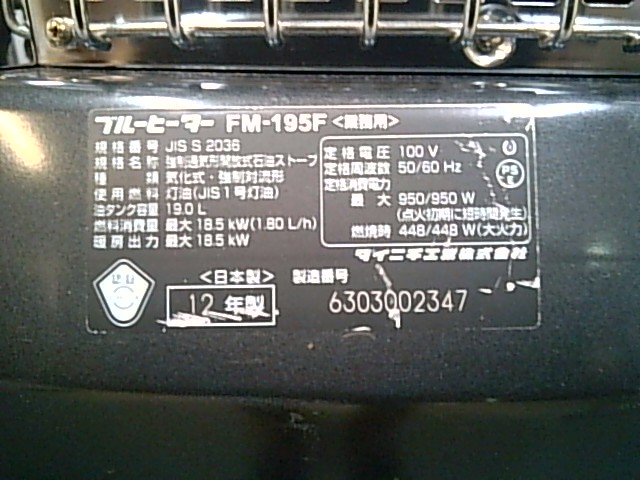 ブルーヒーター FM-195F <業務用>
規格番号 JIS S 2036
規格名称 強制通気形開放式石油ストーブ
種類 気化式・強制対流形
使用燃料 灯油(JIS1号灯油)
油タンク容量 19.0 L
燃料消費量 最大 18.5 kW(1.80 L/h)
暖房出力 最大 18.5 kW
定格電圧 100 V
定格周波数 50/60 Hz
定格消費電力
最大 950/950 W
(点火初期に短時間発生)
燃焼時 448/448 W(大火力)
PS
E
ダイニチ工業株式会社
<日本製> 製造番号
12 年製 6303002347